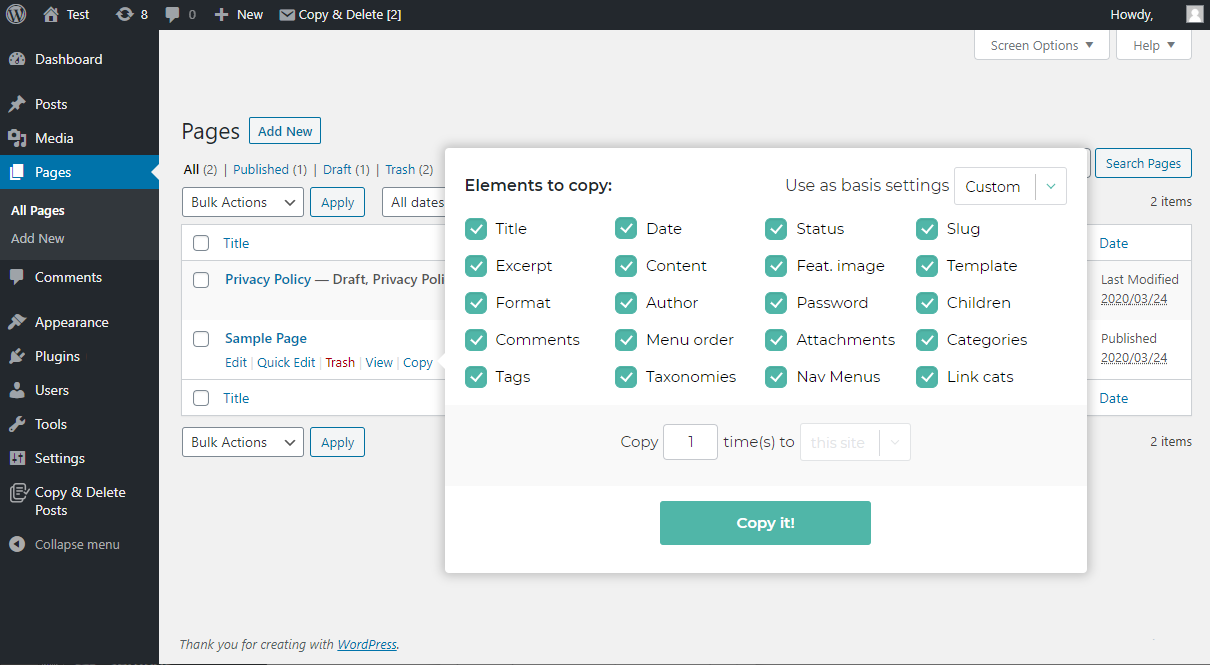 Test 8 0 New Copy & Delete [2] Howdy,
Screen Options Help
Dashboard
Posts
Media
Pages
All Pages
Add New
Comments
Appearance
Plugins
Users
Tools
Settings
Copy & Delete
Posts
Collapse menu
Pages Add New
All (2) | Published (1) | Draft (1) | Trash (2)
Search Pages
Bulk Actions Apply All dates
2 items
Title Date
Privacy Policy — Draft, Privacy Poli
Last Modified
2020/03/24
Sample Page
Edit | Quick Edit | Trash | View | Copy
Published
2020/03/24
Title Date
Bulk Actions Apply
2 items
Elements to copy: Use as basis settings Custom
Title Date Status Slug
Excerpt Content Feat. image Template
Format Author Password Children
Comments Menu order Attachments Categories
Tags Taxonomies Nav Menus Link cats
Copy 1 time(s) to this site
Copy it!
Thank you for creating with WordPress.